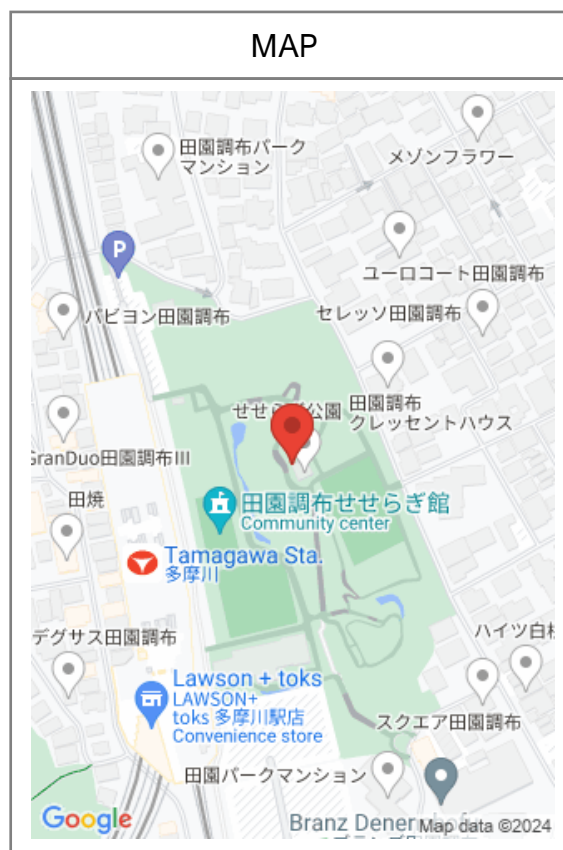 MAP
田園調布パーク
マンション
メゾンフラワー
P
ユーロコート田園調布
パピヨン田園調布
セレッソ田園調布
田園調布
クレッセントハウス
GranDuo田園調布III
田焼
田園調布せせらぎ館
Community center
Tamagawa Sta.
多摩川
デグサス田園調布
ハイツ白
Lawson + toks
LAWSON+
toks 多摩川駅店
Convenience store
スクエア田園調布
田園パークマンション
Branz
Google
Map data ©2024